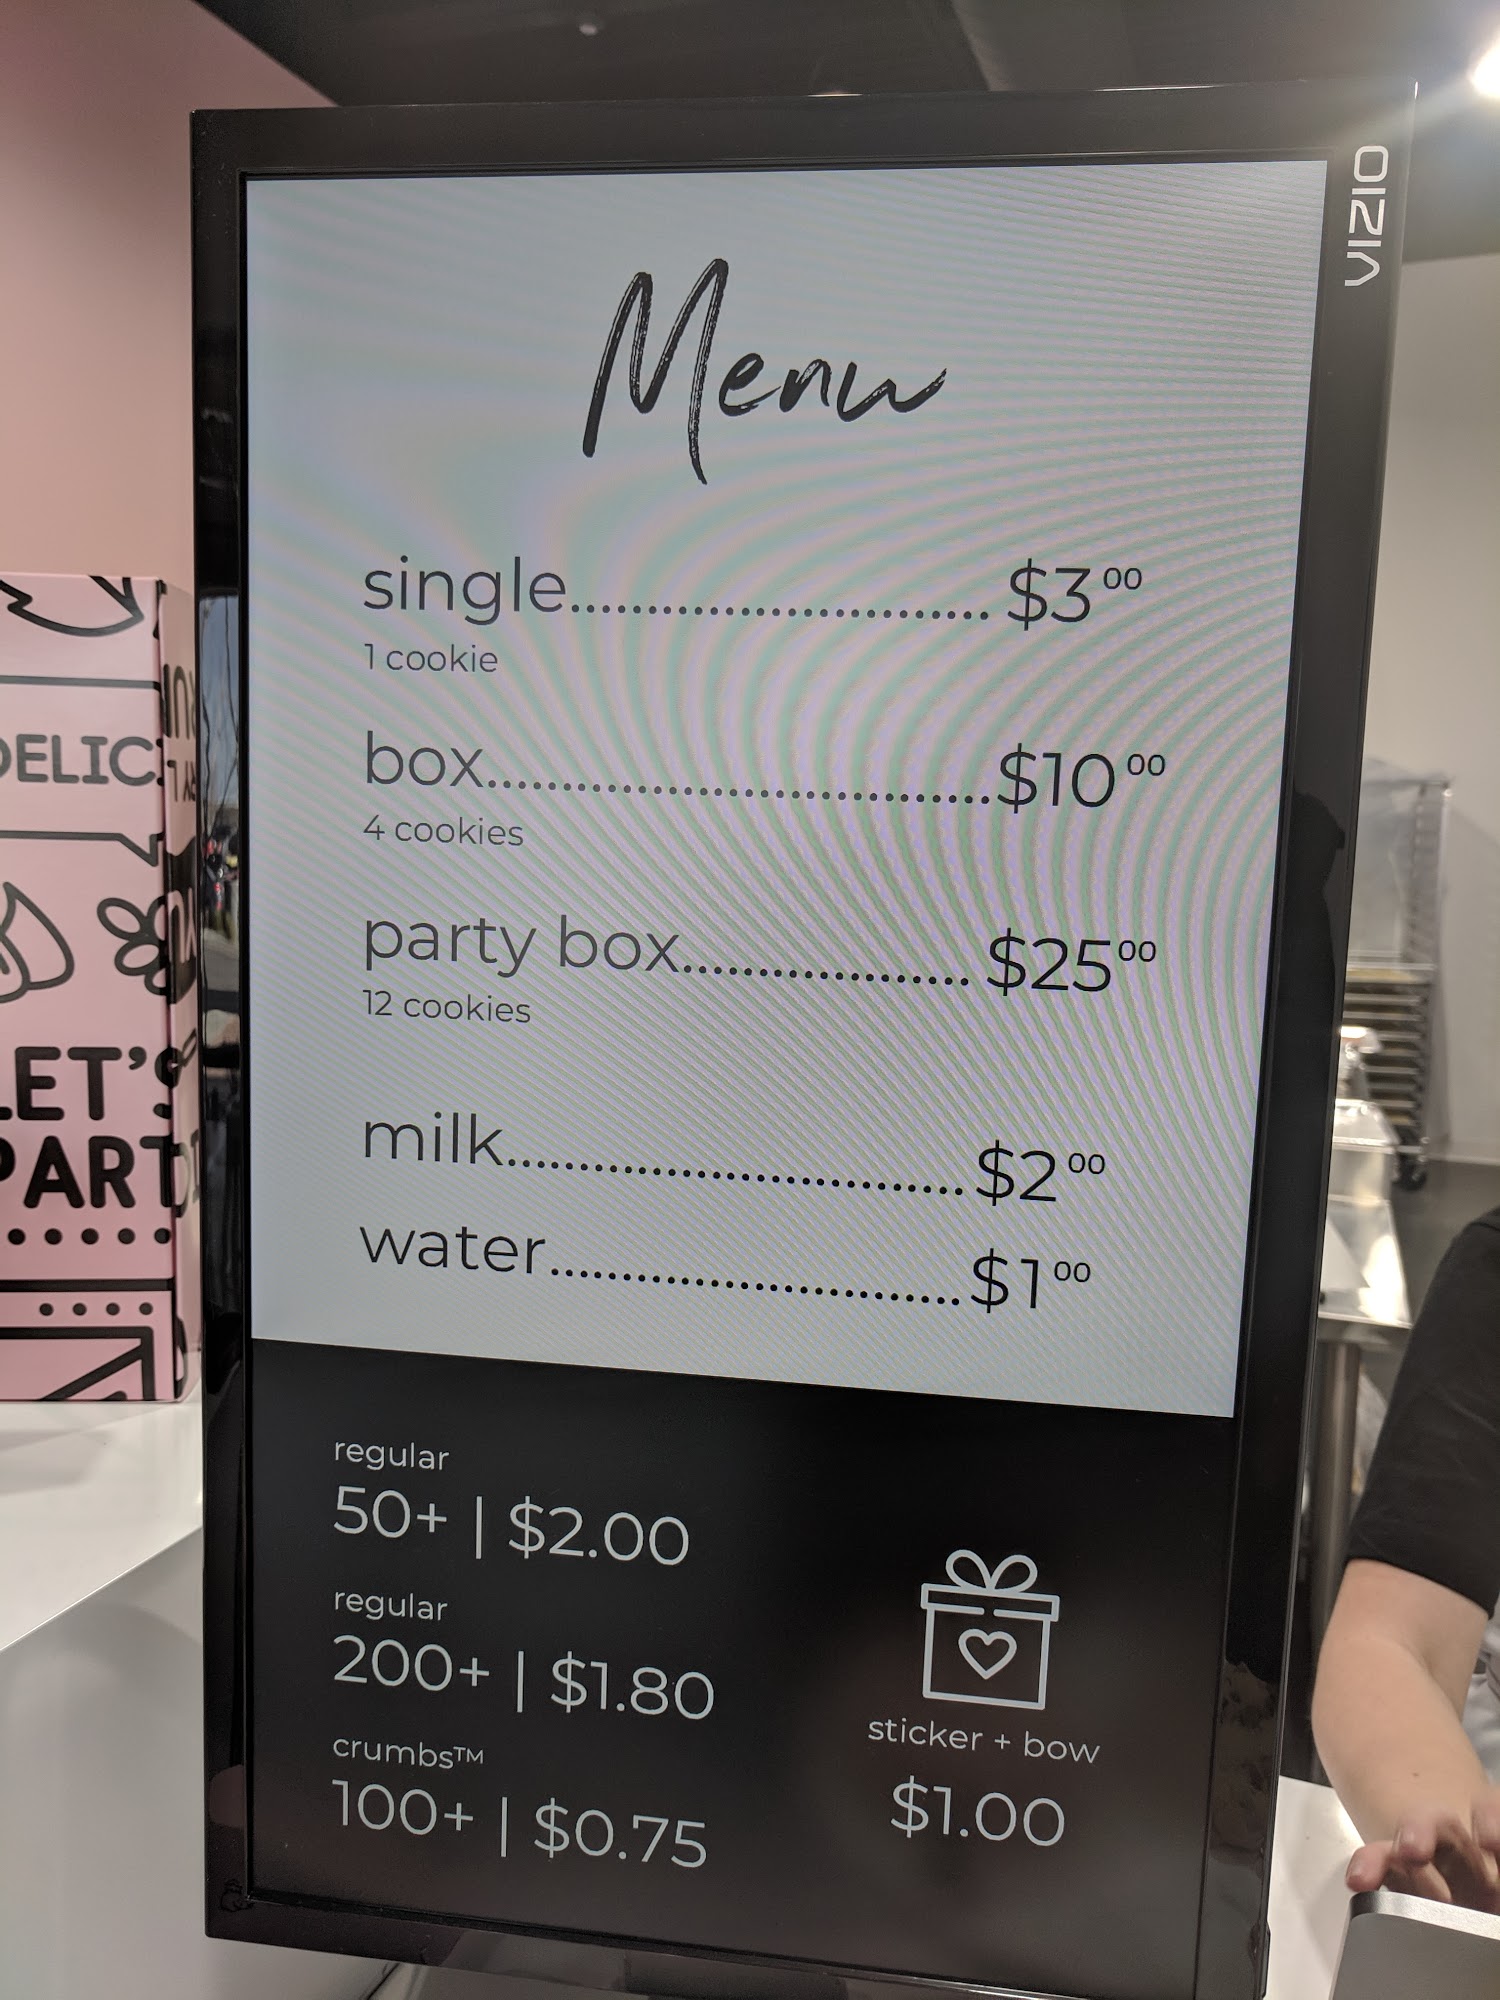 VIZIO
Menu
single........................... $3 00
1 cookie
box.................................$10 00
4 cookies
party box.................... $25 00
12 cookies
milk...............................$2 00
water............................$1 00
regular
50+ | $2.00
regular
200+ | $1.80
crumbs™
100+ | $0.75
sticker + bow
$1.00
DELIC
LET'S
PART